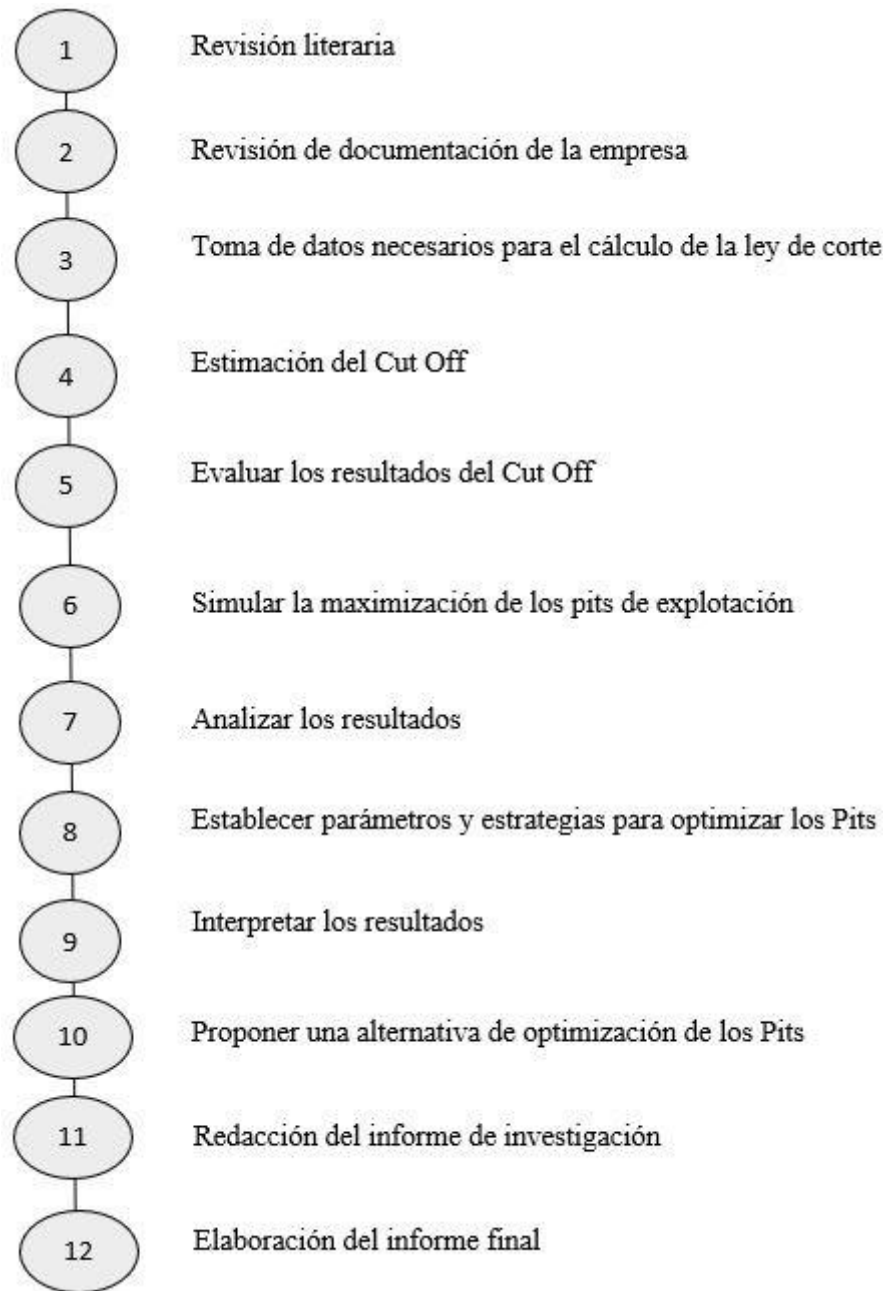 1 Revisión literaria
2 Revisión de documentación de la empresa
3 Toma de datos necesarios para el cálculo de la ley de corte
4 Estimación del Cut Off
5 Evaluar los resultados del Cut Off
6 Simular la maximización de los pits de explotación
7 Analizar los resultados
8 Establecer parámetros y estrategias para optimizar los Pits
9 Interpretar los resultados
10 Proponer una alternativa de optimización de los Pits
11 Redacción del informe de investigación
12 Elaboración del informe final